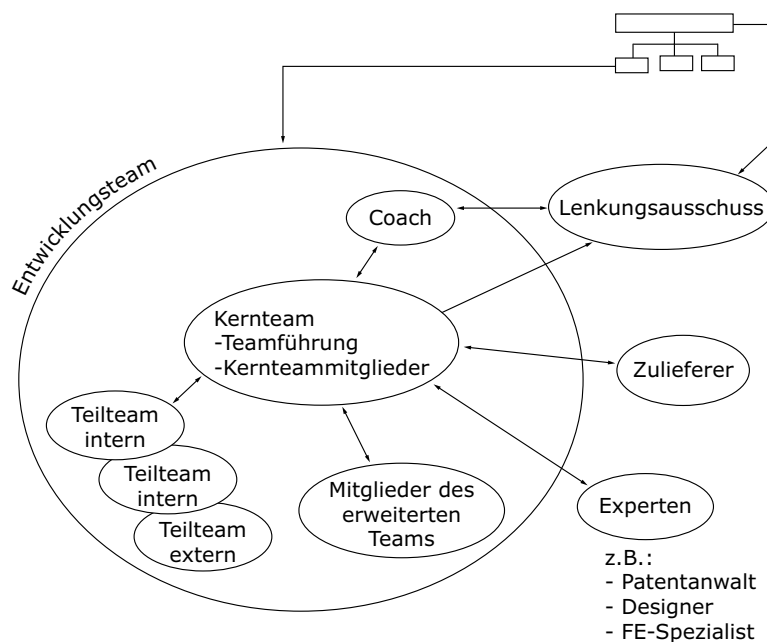 Entwicklungsteam
Coach
Lenkungsausschuss
Kernteam
-Teamführung
-Kernteammitglieder
Zulieferer
Teilteam
intern
Teilteam
intern
Teilteam
extern
Mitglieder des
erweiterten
Teams
Experten
z.B.:
- Patentanwalt
- Designer
- FE-Spezialist